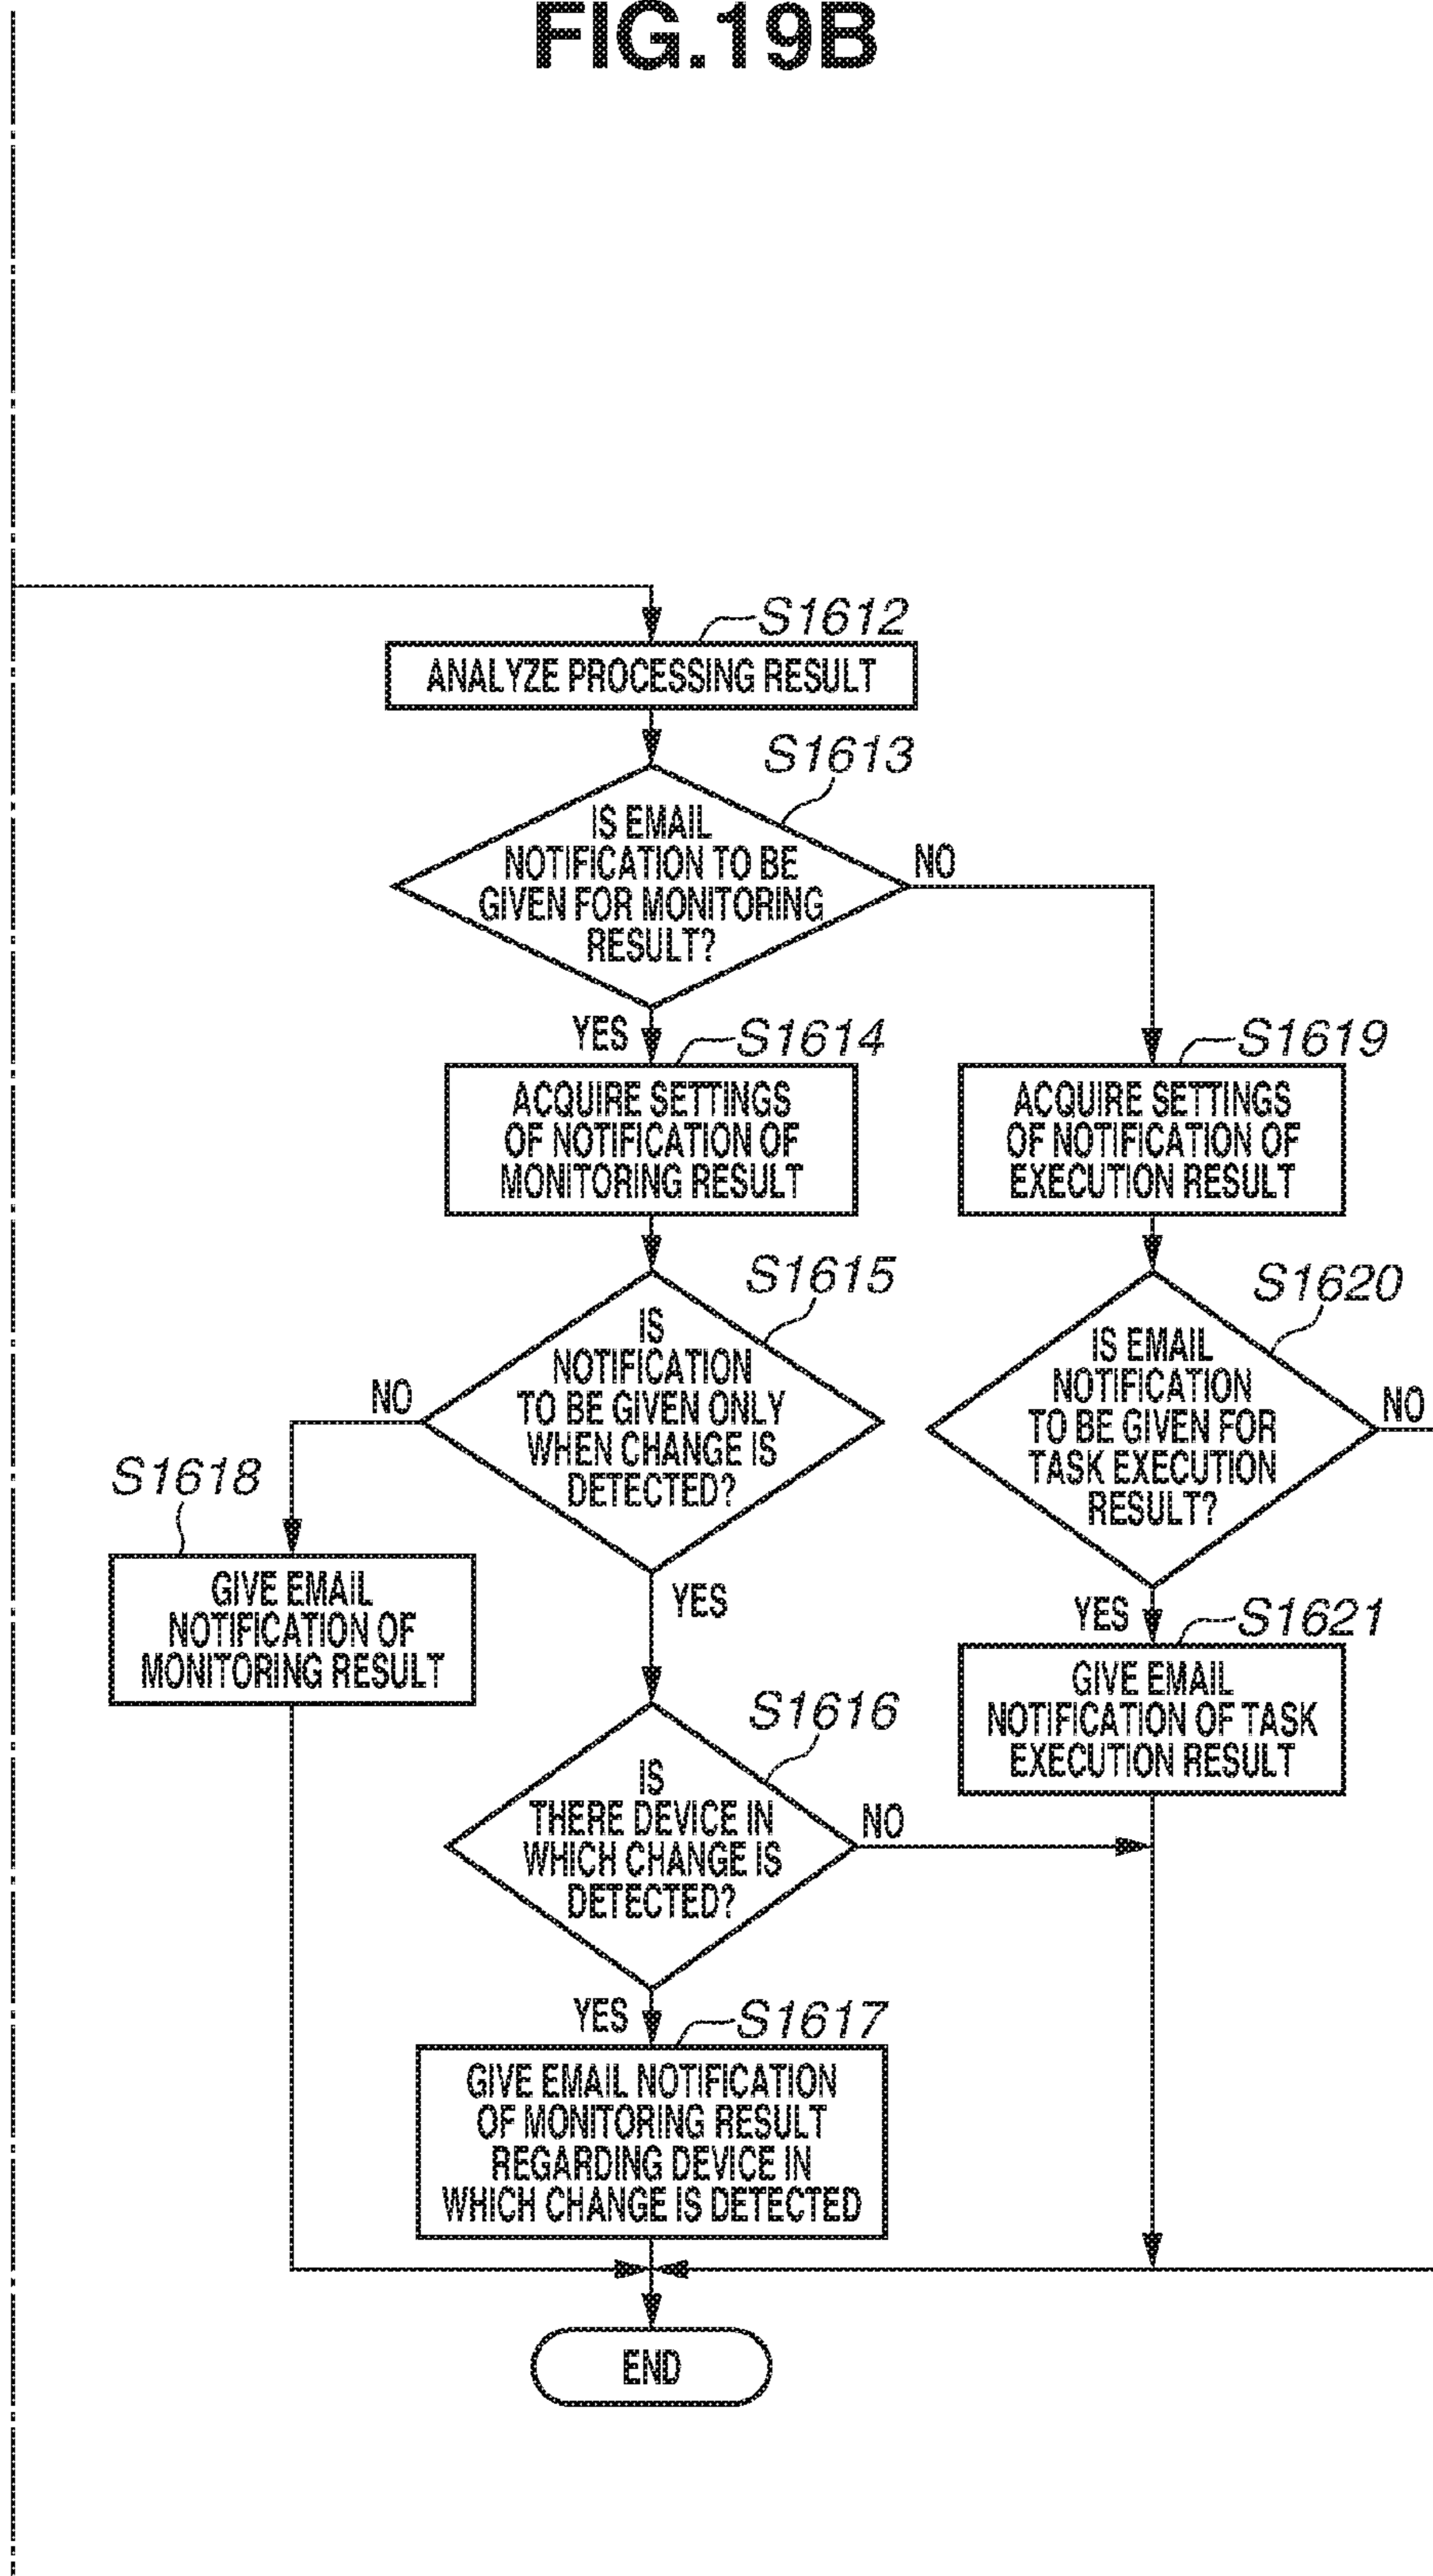 FIG.19B
S1612
ANALYZE PROCESSING RESULT
S1613
IS EMAIL
NOTIFICATION TO BE
GIVEN FOR MONITORING
RESULT?
NO
YES
S1614
ACQUIRE SETTINGS
OF NOTIFICATION OF
MONITORING RESULT
S1619
ACQUIRE SETTINGS
OF NOTIFICATION OF
EXECUTION RESULT
S1615
IS
NOTIFICATION
TO BE GIVEN ONLY
WHEN CHANGE IS
DETECTED?
NO
YES
S1620
IS EMAIL
NOTIFICATION
TO BE GIVEN FOR
TASK EXECUTION
RESULT?
NO
YES
S1618
GIVE EMAIL
NOTIFICATION OF
MONITORING RESULT
S1621
GIVE EMAIL
NOTIFICATION OF TASK
EXECUTION RESULT
S1616
IS
THERE DEVICE IN
WHICH CHANGE IS
DETECTED?
NO
YES
S1617
GIVE EMAIL NOTIFICATION
OF MONITORING RESULT
REGARDING DEVICE IN
WHICH CHANGE IS DETECTED
END